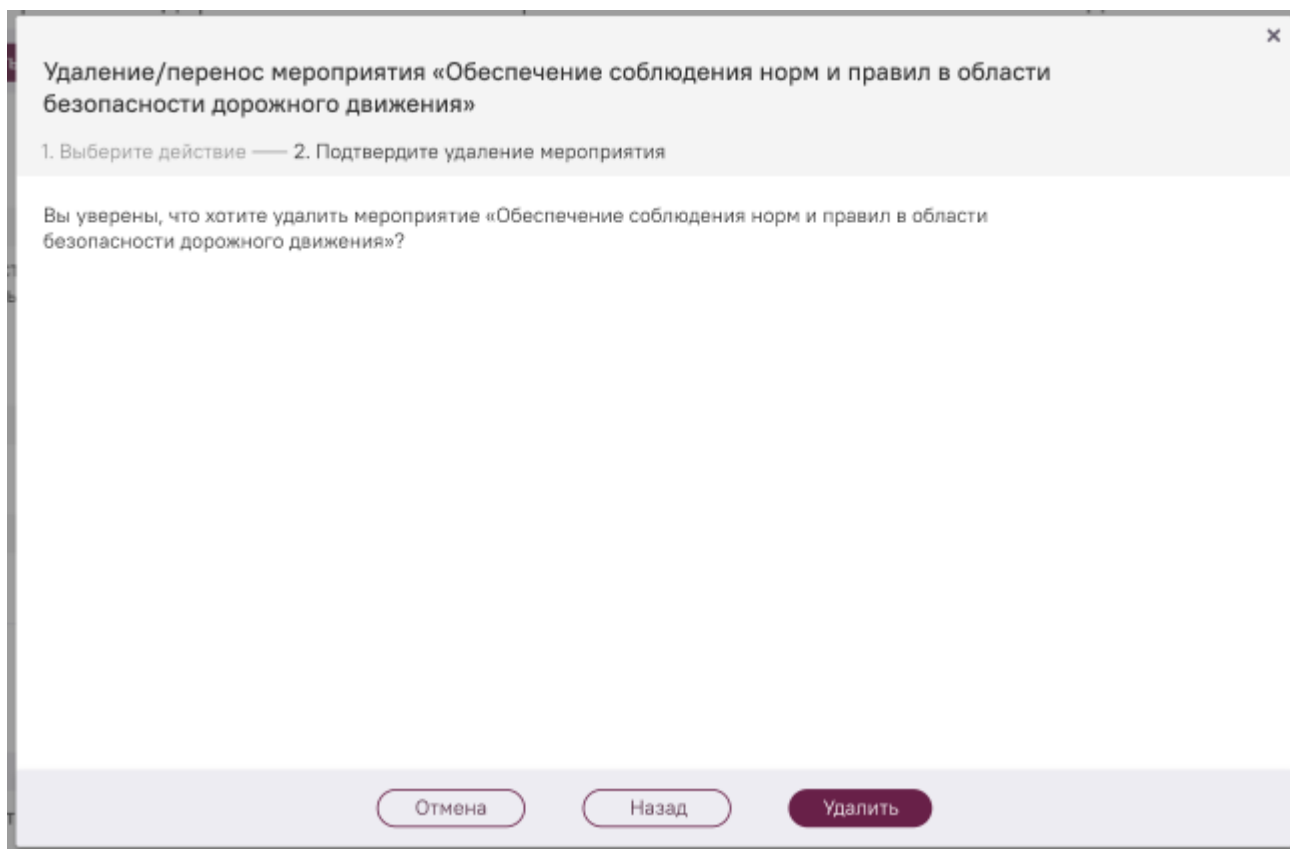 ×
Удаление/перенос мероприятия «Обеспечение соблюдения норм и правил в области
безопасности дорожного движения»
1. Выберите действие —— 2. Подтвердите удаление мероприятия
Вы уверены, что хотите удалить мероприятие «Обеспечение соблюдения норм и правил в области
безопасности дорожного движения»?
Отмена Назад Удалить